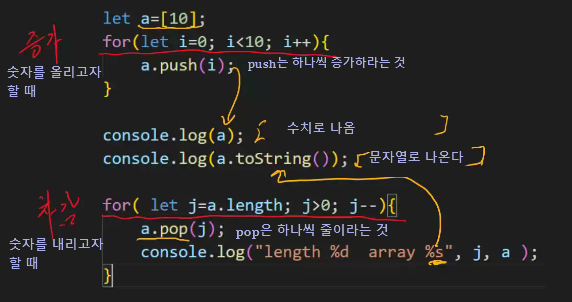 let a=[10];
증가
for(let i=0; i<10; i++){
숫자를 올리고자
할 때
a.push(i); push는 하나씩 증가하라는 것
}
console.log(a); [ 수치로 나옴 ]
console.log(a.toString()); [문자열로 나온다]
차감
for( let j=a.length; j>0; j--){
숫자를 내리고자
할 때
a.pop(j); pop은 하나씩 줄이라는 것
console.log("length %d  array %s", j, a );
}